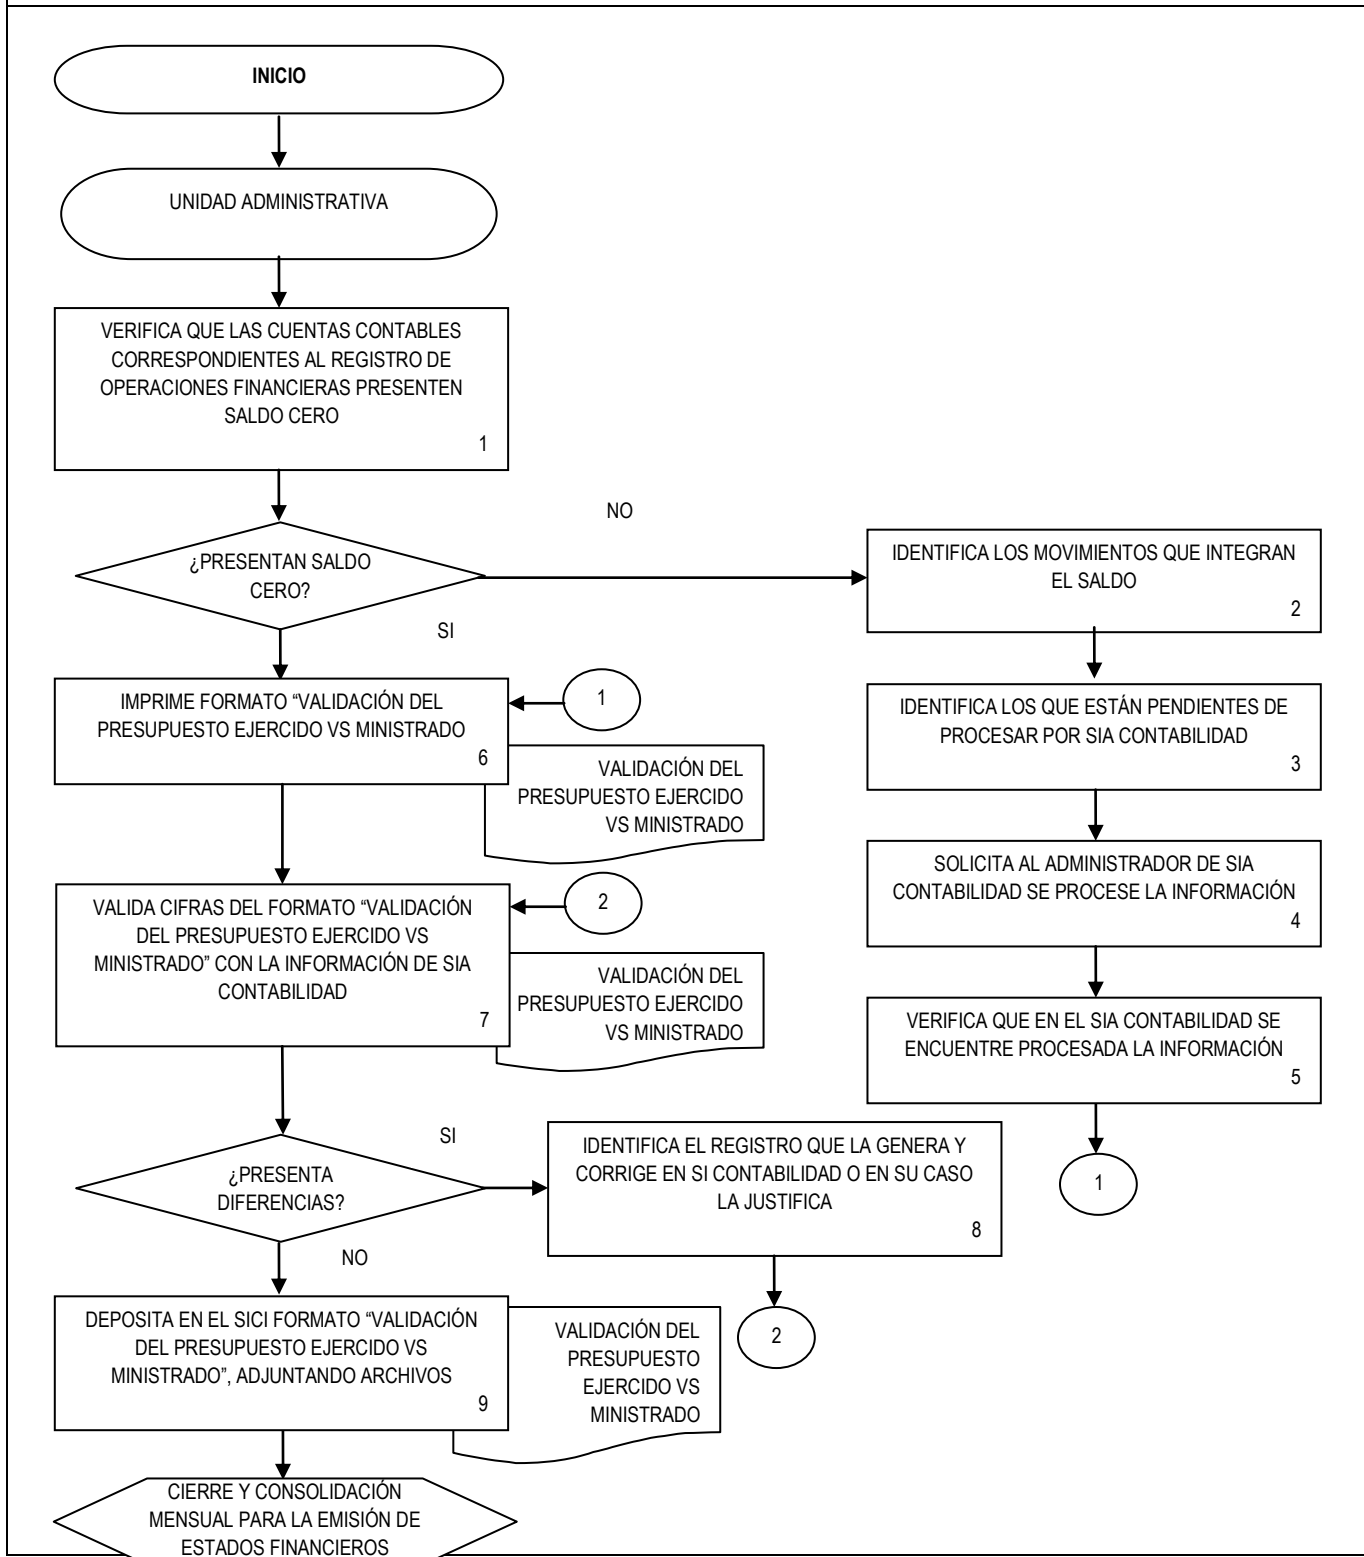 INICIO
UNIDAD ADMINISTRATIVA
VERIFICA QUE LAS CUENTAS CONTABLES
CORRESPONDIENTES AL REGISTRO DE
OPERACIONES FINANCIERAS PRESENTEN
SALDO CERO
1
¿PRESENTAN SALDO
CERO?
NO
SI
IDENTIFICA LOS MOVIMIENTOS QUE INTEGRAN
EL SALDO
2
IDENTIFICA LOS QUE ESTÁN PENDIENTES DE
PROCESAR POR SIA CONTABILIDAD
3
SOLICITA AL ADMINISTRADOR DE SIA
CONTABILIDAD SE PROCESE LA INFORMACIÓN
4
VERIFICA QUE EN EL SIA CONTABILIDAD SE
ENCUENTRE PROCESADA LA INFORMACIÓN
5
1
IMPRIME FORMATO “VALIDACIÓN DEL
PRESUPUESTO EJERCIDO VS MINISTRADO
6
1
VALIDACIÓN DEL
PRESUPUESTO EJERCIDO
VS MINISTRADO
VALIDA CIFRAS DEL FORMATO “VALIDACIÓN
DEL PRESUPUESTO EJERCIDO VS
MINISTRADO” CON LA INFORMACIÓN DE SIA
CONTABILIDAD
7
2
VALIDACIÓN DEL
PRESUPUESTO EJERCIDO
VS MINISTRADO
¿PRESENTA
DIFERENCIAS?
SI
NO
IDENTIFICA EL REGISTRO QUE LA GENERA Y
CORRIGE EN SI CONTABILIDAD O EN SU CASO
LA JUSTIFICA
8
2
DEPOSITA EN EL SICI FORMATO “VALIDACIÓN
DEL PRESUPUESTO EJERCIDO VS
MINISTRADO”, ADJUNTANDO ARCHIVOS
9
VALIDACIÓN DEL
PRESUPUESTO
EJERCIDO VS
MINISTRADO
CIERRE Y CONSOLIDACIÓN
MENSUAL PARA LA EMISIÓN DE
ESTADOS FINANCIEROS